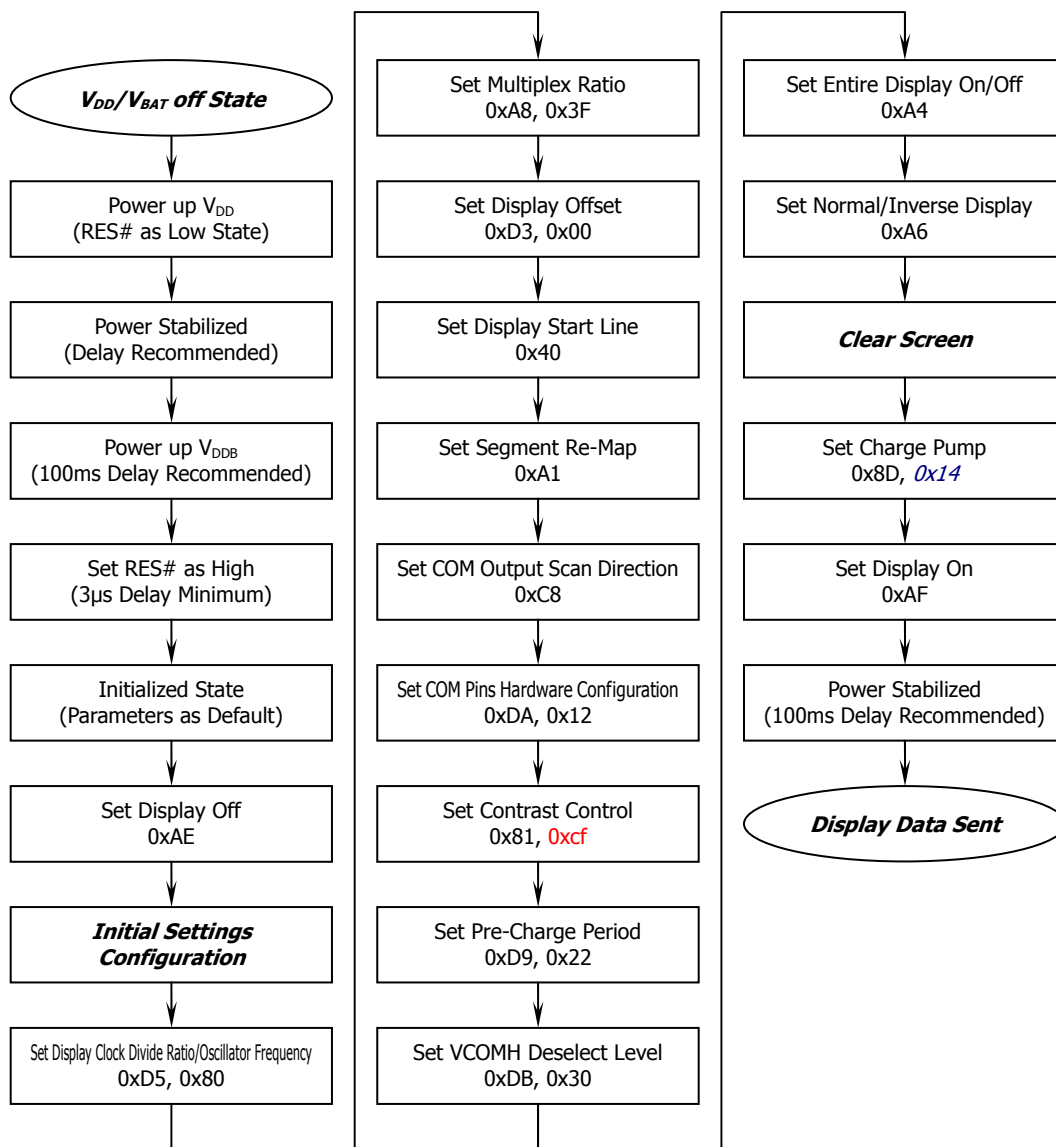 V_DD/V_BAT off State
Power up V_DD
(RES# as Low State)
Power Stabilized
(Delay Recommended)
Power up V_DDB
(100ms Delay Recommended)
Set RES# as High
(3μs Delay Minimum)
Initialized State
(Parameters as Default)
Set Display Off
0xAE
Initial Settings
Configuration
Set Display Clock Divide Ratio/Oscillator Frequency
0xD5, 0x80
Set Multiplex Ratio
0xA8, 0x3F
Set Display Offset
0xD3, 0x00
Set Display Start Line
0x40
Set Segment Re-Map
0xA1
Set COM Output Scan Direction
0xC8
Set COM Pins Hardware Configuration
0xDA, 0x12
Set Contrast Control
0x81, 0xcf
Set Pre-Charge Period
0xD9, 0x22
Set VCOMH Deselect Level
0xDB, 0x30
Set Entire Display On/Off
0xA4
Set Normal/Inverse Display
0xA6
Clear Screen
Set Charge Pump
0x8D, 0x14
Set Display On
0xAF
Power Stabilized
(100ms Delay Recommended)
Display Data Sent